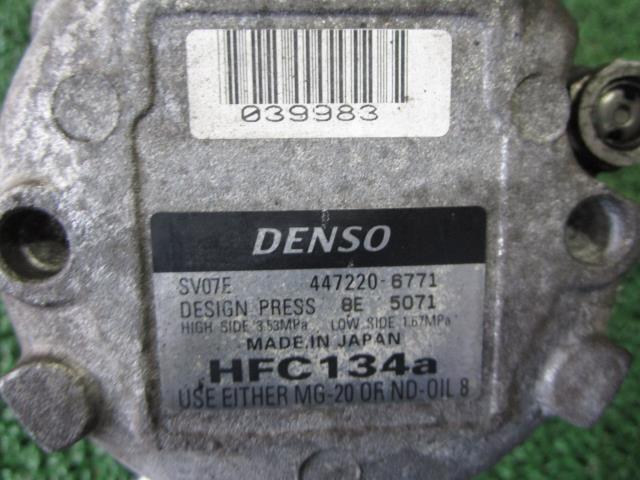 039983
DENSO
SV07E 447220-6771
DESIGN PRESS 8E 5071
HIGH SIDE 3.53MPa LOW SIDE 1.67MPa
MADE IN JAPAN
HFC134a
USE EITHER MG-20 OR ND-OIL 8